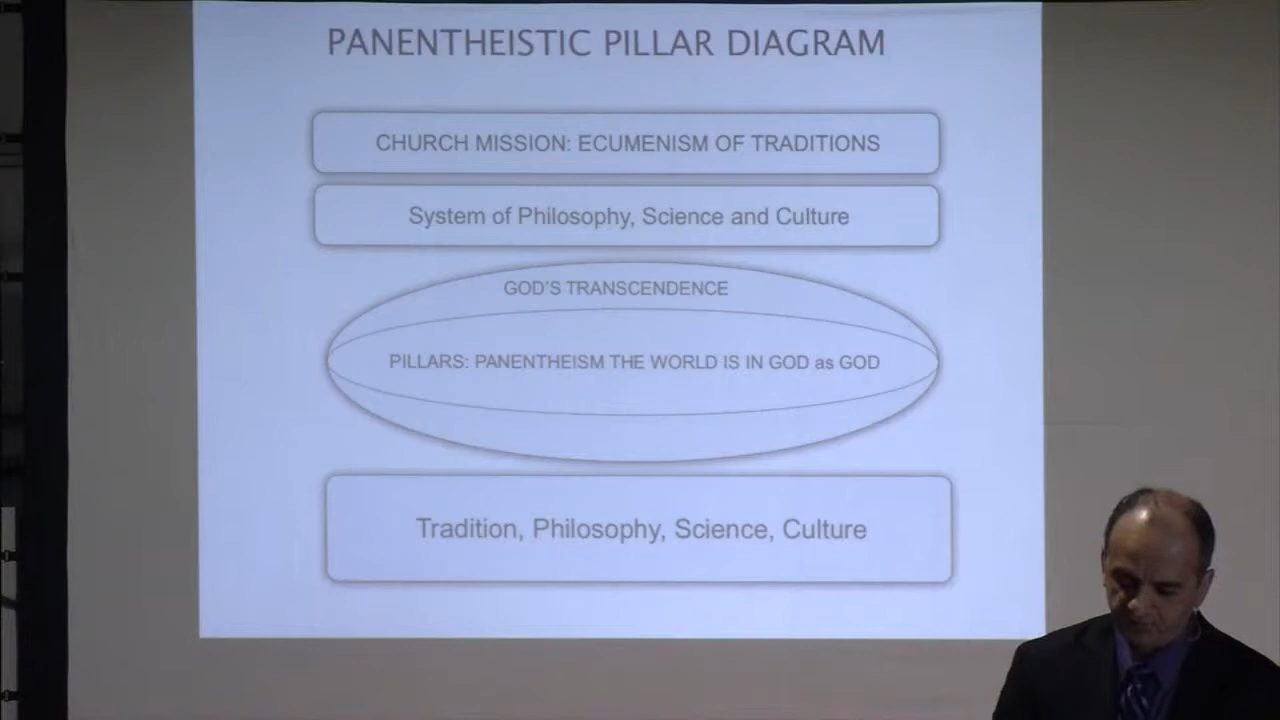 PANENTHEISTIC PILLAR DIAGRAM
CHURCH MISSION: ECUMENISM OF TRADITIONS
System of Philosophy, Science and Culture
GOD'S TRANSCENDENCE
PILLARS: PANENTHEISM THE WORLD IS IN GOD as GOD
Tradition, Philosophy, Science, Culture